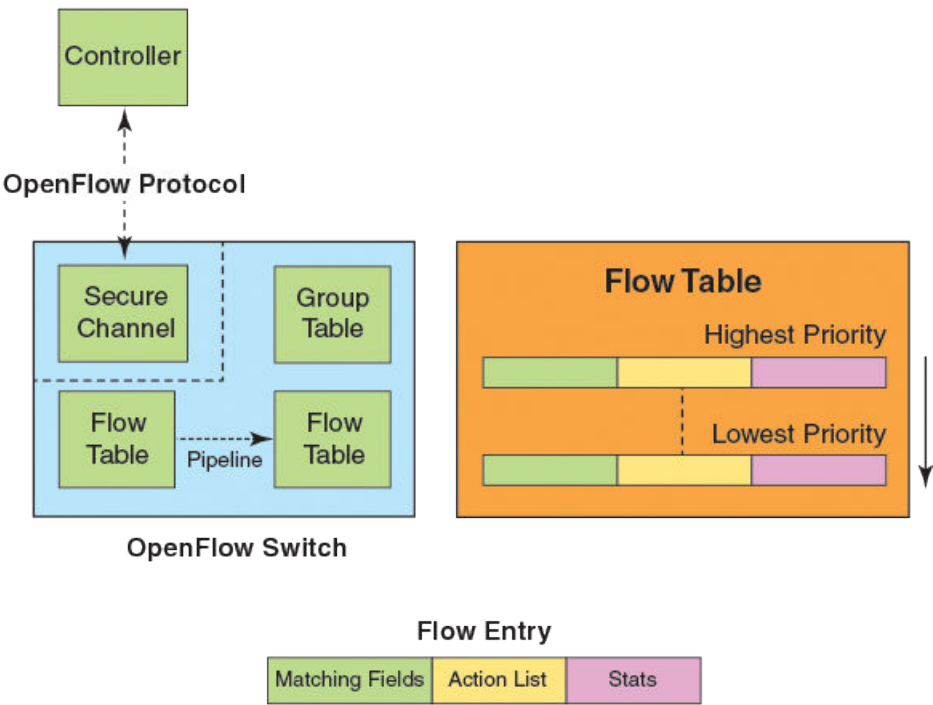 Controller
OpenFlow Protocol
Secure
Channel
Group
Table
Flow
Table
Pipeline
Flow
Table
OpenFlow Switch
Flow Table
Highest Priority
Lowest Priority
Flow Entry
Matching Fields
Action List
Stats